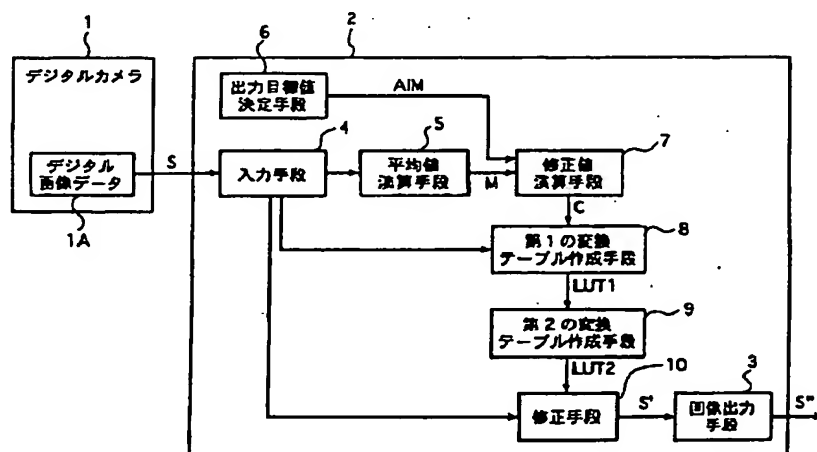 1
デジタルカメラ
デジタル
画像データ
1A
S
2
6
出力目標値
決定手段
AIM
4
入力手段
5
平均値
演算手段
M
7
修正値
演算手段
C
8
第1の変換
テーブル作成手段
LUT1
9
第2の変換
テーブル作成手段
LUT2
10
修正手段
S'
3
画像出力
手段
S"